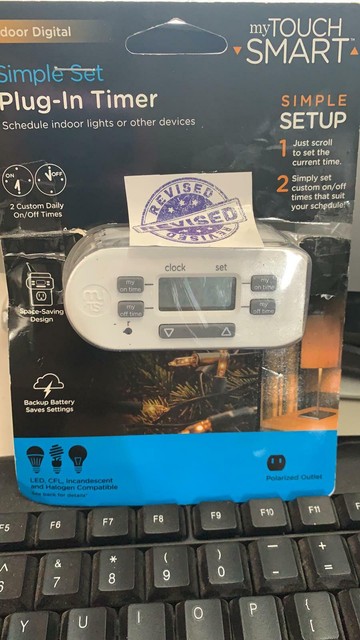 door Digital
myTOUCH
SMART™
Simple Set
Plug-In Timer
Schedule indoor lights or other devices
SIMPLE
SETUP
1 Just scroll
to set the
current time.
2 Simply set
custom on/off
times that suit
your schedule!
ON
OFF
2 Custom Daily
On/Off Times
REVISED
REVISED
REVISED
clock set
my
on time
my
on time
my
off time
my
off time
Space-Saving
Design
Backup Battery
Saves Settings
LED, CFL, Incandescent
and Halogen Compatible
Polarized Outlet
F5 F6 F7 F8 F9 F10 F11
^ & * ( ) _ +
6 7 8 9 0 - =
Y U I O P { [